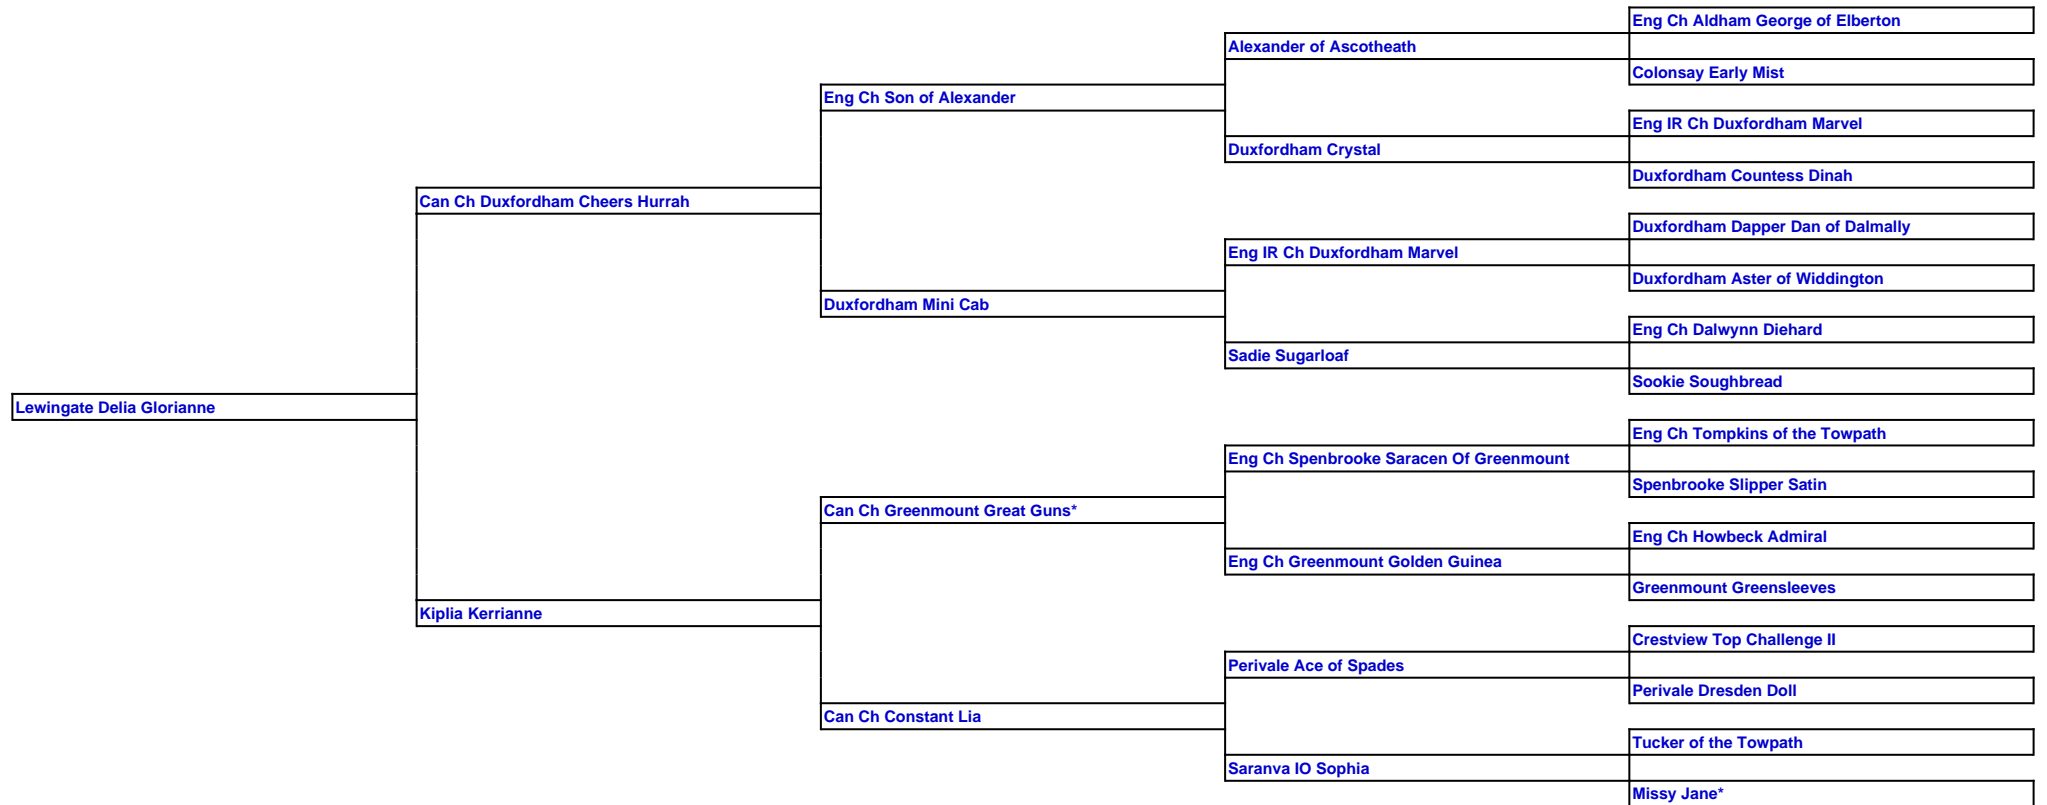 Eng Ch Aldham George of Elberton
Alexander of Ascotheath
Colonsay Early Mist
Eng Ch Son of Alexander
Eng IR Ch Duxfordham Marvel
Duxfordham Crystal
Duxfordham Countess Dinah
Can Ch Duxfordham Cheers Hurrah
Duxfordham Dapper Dan of Dalmally
Eng IR Ch Duxfordham Marvel
Duxfordham Aster of Widdington
Duxfordham Mini Cab
Eng Ch Dalwynn Diehard
Sadie Sugarloaf
Sookie Soughbread
Lewingate Delia Glorianne
Eng Ch Tompkins of the Towpath
Eng Ch Spenbrooke Saracen Of Greenmount
Spenbrooke Slipper Satin
Can Ch Greenmount Great Guns*
Eng Ch Howbeck Admiral
Eng Ch Greenmount Golden Guinea
Greenmount Greensleeves
Kiplia Kerrianne
Crestview Top Challenge II
Perivale Ace of Spades
Perivale Dresden Doll
Can Ch Constant Lia
Tucker of the Towpath
Saranva IO Sophia
Missy Jane*